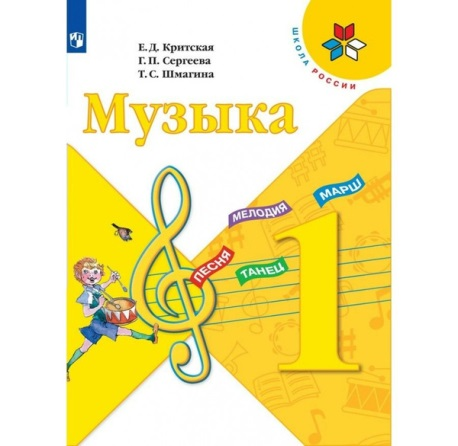 Е. Д. Критская
Г. П. Сергеева
Т. С. Шмагина
ШКОЛА РОССИИ
Музыка
МАРШ
МЕЛОДИЯ
ПЕСНЯ
ТАНЕЦ
1